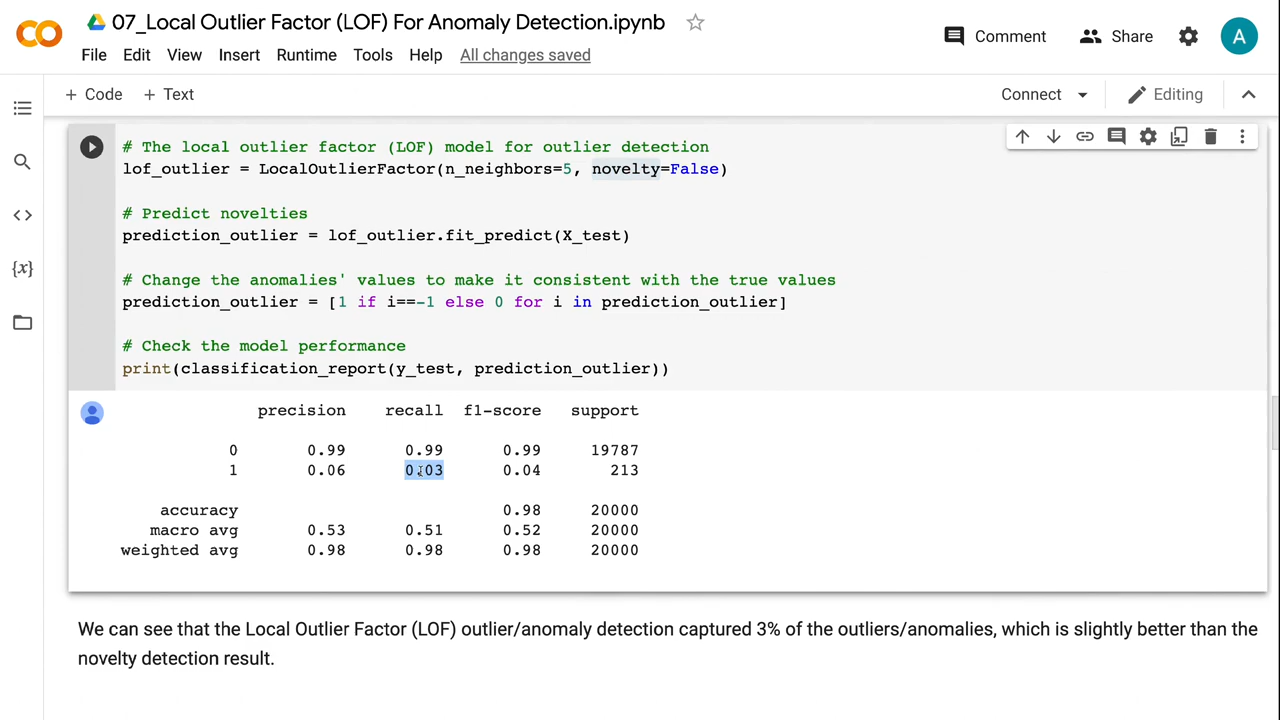 07_Local Outlier Factor (LOF) For Anomaly Detection.ipynb
File Edit View Insert Runtime Tools Help All changes saved
Comment Share A
+ Code + Text Connect Editing
# The local outlier factor (LOF) model for outlier detection
lof_outlier = LocalOutlierFactor(n_neighbors=5, novelty=False)
# Predict novelties
prediction_outlier = lof_outlier.fit_predict(X_test)
# Change the anomalies' values to make it consistent with the true values
prediction_outlier = [1 if i==-1 else 0 for i in prediction_outlier]
# Check the model performance
print(classification_report(y_test, prediction_outlier))
precision recall f1-score support
0 0.99 0.99 0.99 19787
1 0.06 0.03 0.04 213
accuracy 0.98 20000
macro avg 0.53 0.51 0.52 20000
weighted avg 0.98 0.98 0.98 20000
We can see that the Local Outlier Factor (LOF) outlier/anomaly detection captured 3% of the outliers/anomalies, which is slightly better than the
novelty detection result.